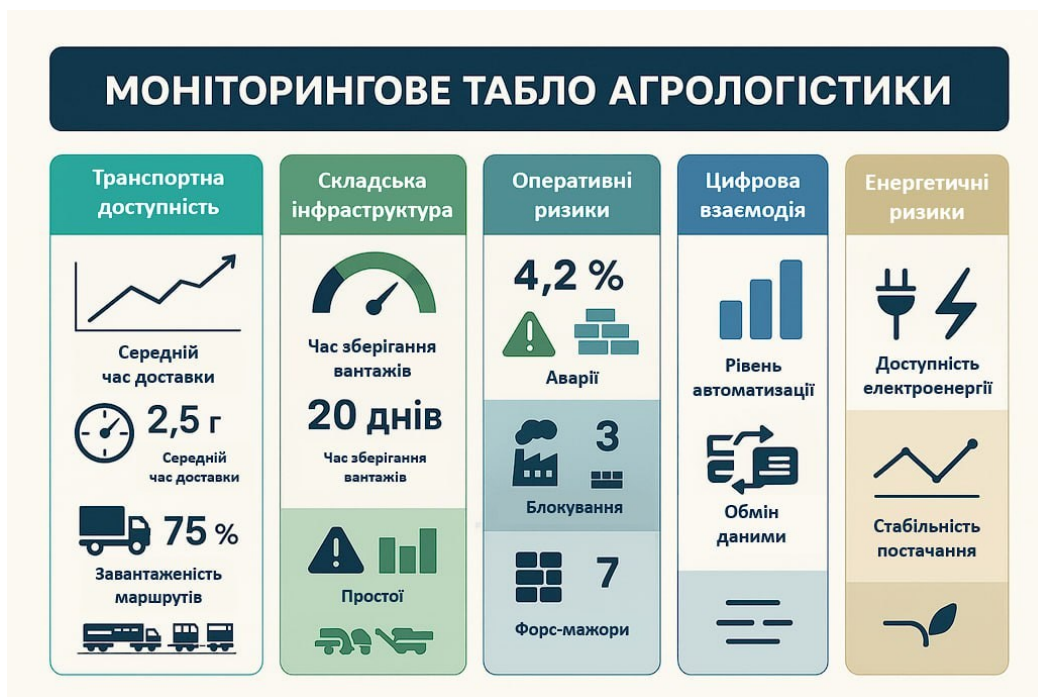 МОНІТОРИНГОВЕ ТАБЛО АГРОЛОГІСТИКИ
Транспортна
доступність
Середній
час доставки
2,5 г
Середній
час доставки
75 %
Завантаженість
маршрутів
Складська
інфраструктура
Час зберігання
вантажів
20 днів
Час зберігання
вантажів
Простої
Оперативні
ризики
4,2 %
Аварії
3
Блокування
7
Форс-мажори
Цифрова
взаємодія
Рівень
автоматизації
Обмін
даними
Енергетичні
ризики
Доступність
електроенергії
Стабільність
постачання